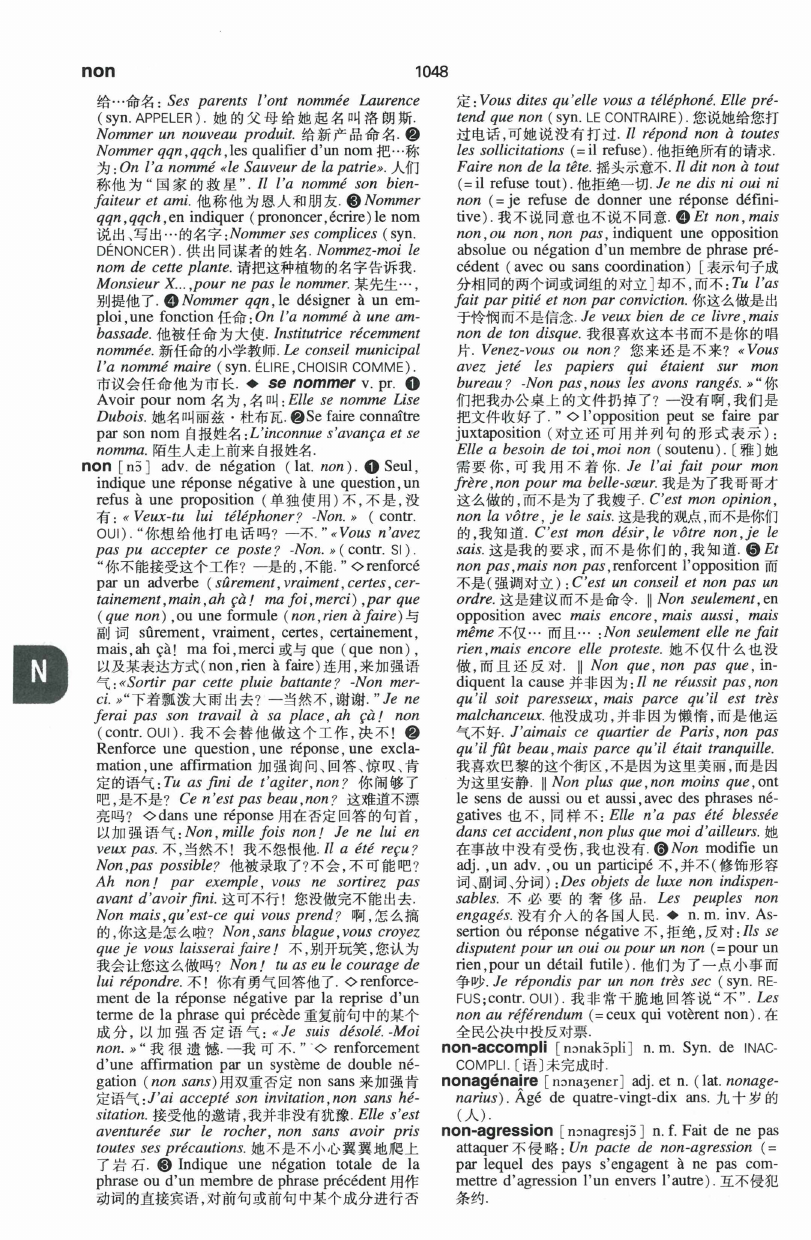 non
1048
给…命名: Ses parents l'ont nommée Laurence
(syn. APPELER). 她的父母给她起名叫洛朗斯.
Nommer un nouveau produit. 给新产品命名. ❷
Nommer qqn,qqch,les qualifier d'un nom 把…称
为:On l'a nommé «le Sauveur de la patrie». 人们
称他为“国家的救星”. Il l'a nommé son bien-
faiteur et ami. 他称他为恩人和朋友. ❸Nommer
qqn,qqch,en indiquer (prononcer,écrire)le nom
说出、写出…的名字:Nommer ses complices (syn.
DÉNONCER). 供出同谋者的姓名. Nommez-moi le
nom de cette plante. 请把这种植物的名字告诉我.
Monsieur X...,pour ne pas le nommer. 某先生…,
别提他了. ❹Nommer qqn,le désigner à un em-
ploi,une fonction 任命:On l'a nommé à une am-
bassade. 他被任命为大使. Institutrice récemment
nommée. 新任命的小学教师. Le conseil municipal
l'a nommé maire (syn. ÉLIRE,CHOISIR COMME).
市议会任命他为市长. ◆ se nommer v. pr. ❶
Avoir pour nom 名为,名叫:Elle se nomme Lise
Dubois. 她名叫丽兹·杜布瓦. ❷Se faire connaître
par son nom 自报姓名:L'inconnue s'avança et se
nomma. 陌生人走上前来自报姓名.
non [nɔ̃] adv. de négation (lat. non). ❶ Seul,
indique une réponse négative à une question,un
refus à une proposition (单独使用)不,不是,没
有: «Veux-tu lui téléphoner? -Non.» (contr.
OUI). “你想给他打电话吗? —不.”«Vous n'avez
pas pu accepter ce poste? -Non.»(contr. SI).
“你不能接受这个工作? —是的,不能.”◇renforcé
par un adverbe (sûrement,vraiment,certes,cer-
tainement,main,ah çà! ma foi,merci),par que
(que non),ou une formule (non,rien à faire)与
副词 sûrement, vraiment, certes, certainement,
mais,ah çà! ma foi,merci 或与 que (que non),
以及某表达方式(non,rien à faire)连用,来加强语
气:«Sortir par cette pluie battante? -Non mer-
ci.»“下着瓢泼大雨出去? —当然不,谢谢.”Je ne
ferai pas son travail à sa place, ah çà! non
(contr. OUI). 我不会替他做这个工作,决不! ❷
Renforce une question, une réponse, une excla-
mation,une affirmation 加强询问、回答、惊叹、肯
定的语气:Tu as fini de t'agiter,non? 你闹够了
吧,是不是? Ce n'est pas beau,non? 这难道不漂
亮吗? ◇dans une réponse 用在否定回答的句首,
以加强语气:Non,mille fois non! Je ne lui en
veux pas. 不,当然不! 我不怨恨他. Il a été reçu?
Non,pas possible? 他被录取了?不会,不可能吧?
Ah non! par exemple, vous ne sortirez pas
avant d'avoir fini. 这可不行! 您没做完不能出去.
Non mais,qu'est-ce qui vous prend? 啊,怎么搞
的,你这是怎么啦? Non,sans blague,vous croyez
que je vous laisserai faire! 不,别开玩笑,您认为
我会让您这么做吗? Non! tu as eu le courage de
lui répondre. 不! 你有勇气回答他了. ◇renforce-
ment de la réponse négative par la reprise d'un
terme de la phrase qui précède 重复前句中的某个
成分,以加强否定语气: «Je suis désolé. -Moi
non.»“我很遗憾.—我可不.” ◇ renforcement
d'une affirmation par un système de double né-
gation (non sans)用双重否定 non sans 来加强肯
定语气:J'ai accepté son invitation,non sans hé-
sitation. 接受他的邀请,我并非没有犹豫. Elle s'est
aventurée sur le rocher, non sans avoir pris
toutes ses précautions. 她不是不小心翼翼地爬上
了岩石. ❸ Indique une négation totale de la
phrase ou d'un membre de phrase précédent 用作
动词的直接宾语,对前句或前句中某个成分进行否
定:Vous dites qu'elle vous a téléphoné. Elle pré-
tend que non (syn. LE CONTRAIRE). 您说她给您打
过电话,可她说没有打过. Il répond non à toutes
les sollicitations (=il refuse). 他拒绝所有的请求.
Faire non de la tête. 摇头示意不. Il dit non à tout
(=il refuse tout). 他拒绝一切. Je ne dis ni oui ni
non (= je refuse de donner une réponse défini-
tive). 我不说同意也不说不同意. ❹ Et non, mais
non,ou non, non pas, indiquent une opposition
absolue ou négation d'un membre de phrase pré-
cédent (avec ou sans coordination) [表示句子成
分相同的两个词或词组的对立]却不,而不:Tu l'as
fait par pitié et non par conviction. 你这么做是出
于怜悯而不是信念. Je veux bien de ce livre,mais
non de ton disque. 我很喜欢这本书而不是你的唱
片. Venez-vous ou non? 您来还是不来? «Vous
avez jeté les papiers qui étaient sur mon
bureau? -Non pas,nous les avons rangés.»“你
们把我办公桌上的文件扔掉了? —没有啊,我们是
把文件收好了.”◇l'opposition peut se faire par
juxtaposition (对立还可用并列句的形式表示):
Elle a besoin de toi,moi non (soutenu). [雅]她
需要你,可我用不着你. Je l'ai fait pour mon
frère,non pour ma belle-sœur. 我是为了我哥哥才
这么做的,而不是为了我嫂子. C'est mon opinion,
non la vôtre, je le sais. 这是我的观点,而不是你们
的,我知道. C'est mon désir,le vôtre non,je le
sais. 这是我的要求,而不是你们的,我知道. ❺ Et
non pas,mais non pas,renforcent l'opposition 而
不是(强调对立):C'est un conseil et non pas un
ordre. 这是建议而不是命令. ‖ Non seulement,en
opposition avec mais encore, mais aussi, mais
même 不仅… 而且… :Non seulement elle ne fait
rien,mais encore elle proteste. 她不仅什么也没
做,而且还反对. ‖ Non que, non pas que, in-
diquent la cause 并非因为:Il ne réussit pas,non
qu'il soit paresseux, mais parce qu'il est très
malchanceux. 他没成功,并非因为懒惰,而是他运
气不好. J'aimais ce quartier de Paris, non pas
qu'il fût beau,mais parce qu'il était tranquille.
我喜欢巴黎的这个街区,不是因为这里美丽,而是因
为这里安静. ‖ Non plus que,non moins que,ont
le sens de aussi ou et aussi,avec des phrases né-
gatives 也不,同样不: Elle n'a pas été blessée
dans cet accident,non plus que moi d'ailleurs. 她
在事故中没有受伤,我也没有. ❻ Non modifie un
adj.,un adv.,ou un participé 不,并不(修饰形容
词、副词、分词):Des objets de luxe non indispen-
sables. 不必要的奢侈品. Les peuples non
engagés. 没有介入的各国人民. ◆ n. m. inv. As-
sertion ou réponse négative 不,拒绝,反对:Ils se
disputent pour un oui ou pour un non (=pour un
rien,pour un détail futile). 他们为了一点小事而
争吵. Je répondis par un non très sec (syn. RE-
FUS;contr. OUI). 我非常干脆地回答说“不”. Les
non au référendum (=ceux qui votèrent non). 在
全民公决中投反对票.
non-accompli [nɔnakɔ̃pli] n. m. Syn. de INAC-
COMPLI. [语]未完成时.
nonagénaire [nɔnaʒenɛr] adj. et n. (lat. nonage-
narius). Âgé de quatre-vingt-dix ans. 九十岁的
(人).
non-agression [nɔnagrɛsjɔ̃] n. f. Fait de ne pas
attaquer 不侵略: Un pacte de non-agression (=
par lequel des pays s'engagent à ne pas com-
mettre d'agression l'un envers l'autre). 互不侵犯
条约.
N